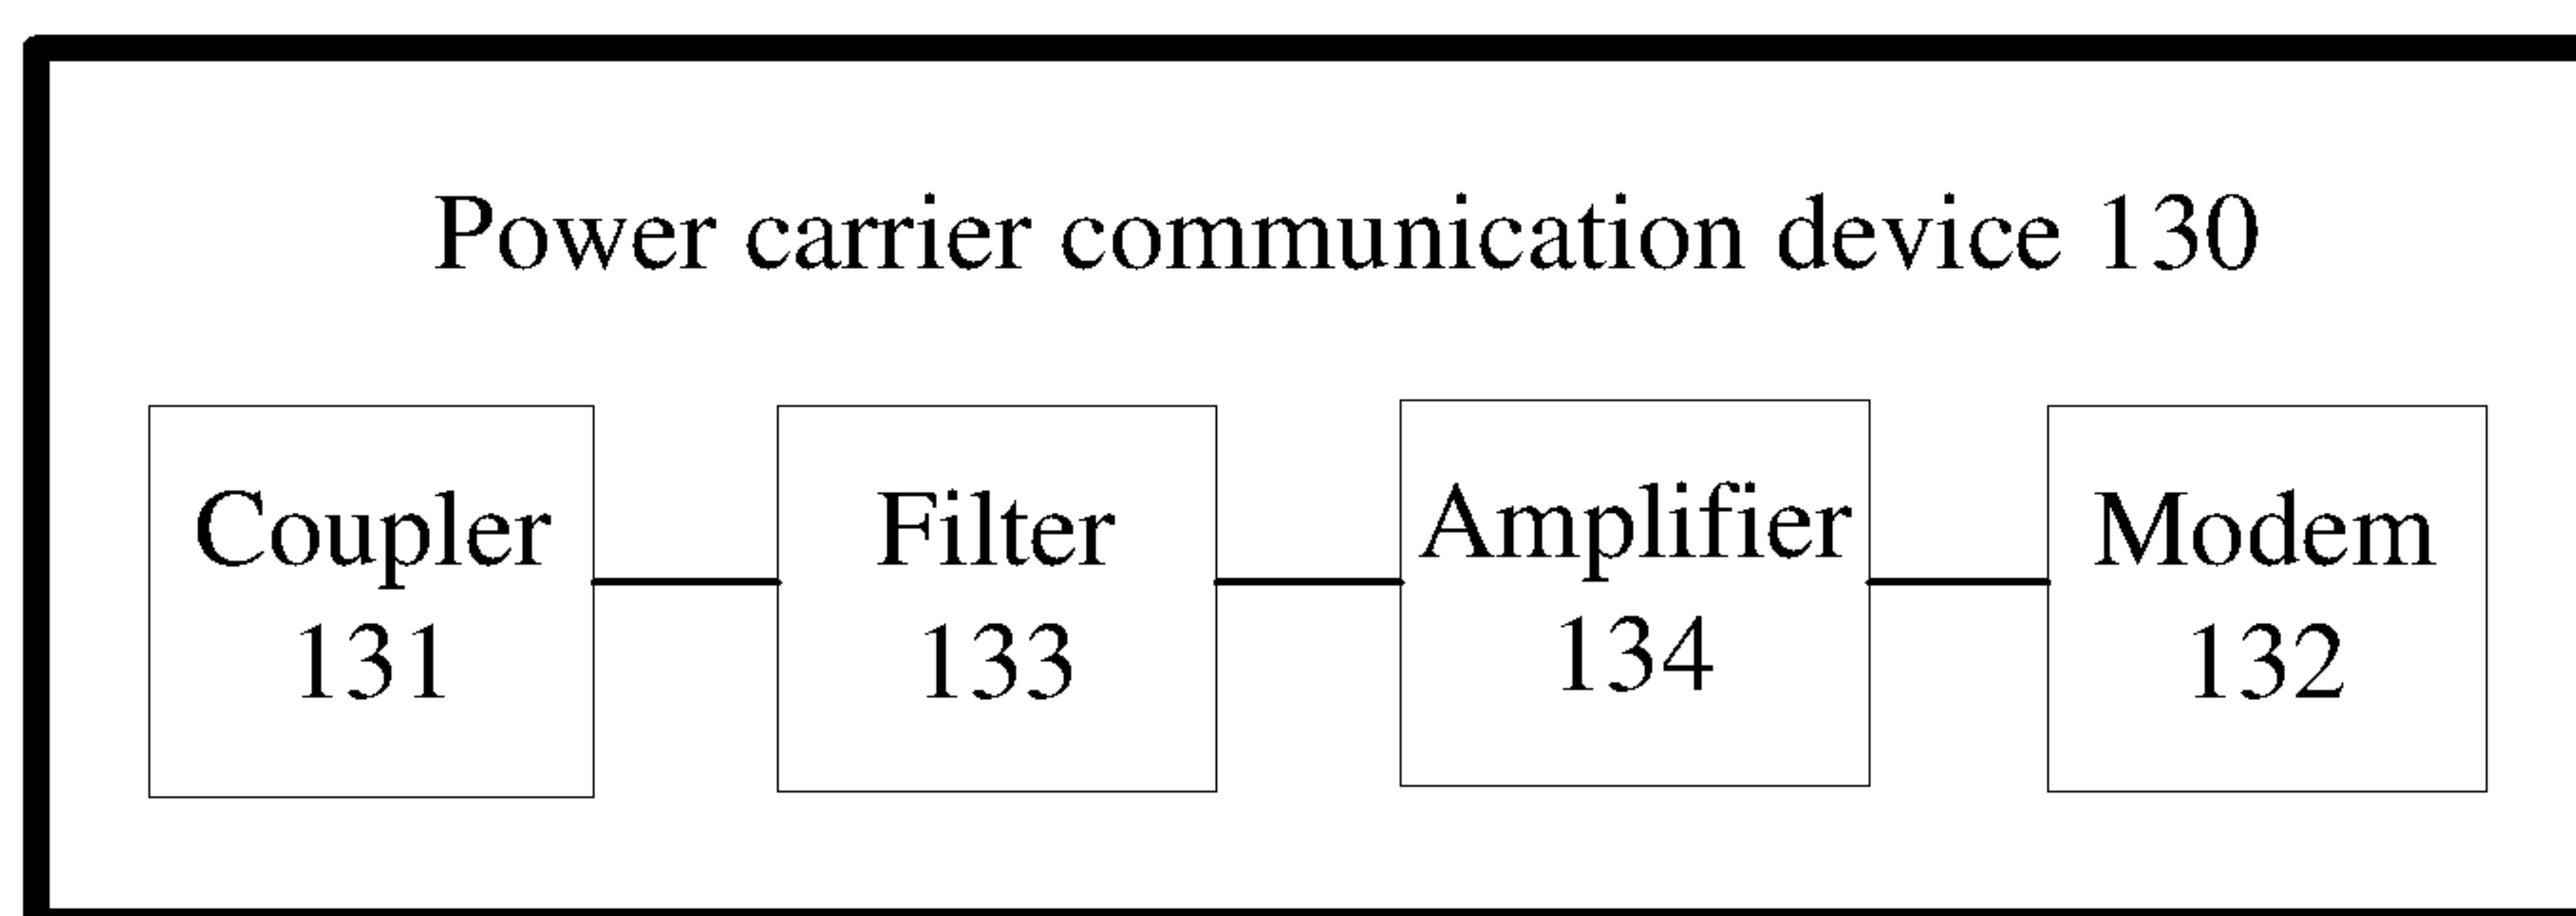 Power carrier communication device 130
Coupler
131
Filter
133
Amplifier
134
Modem
132